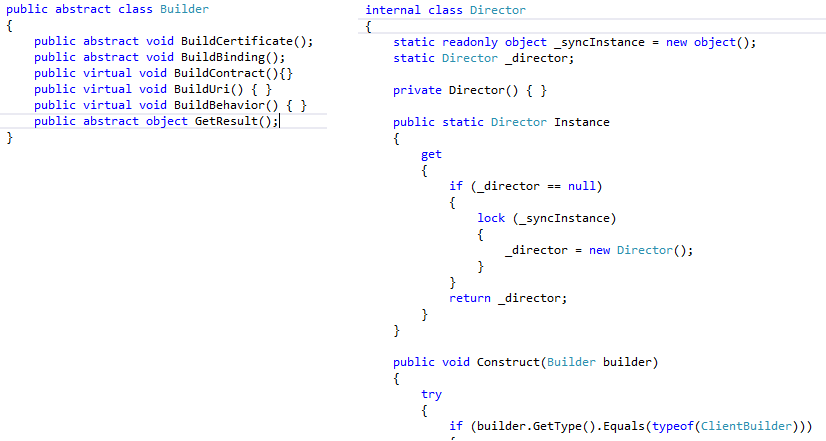 public abstract class Builder
{
    public abstract void BuildCertificate();
    public abstract void BuildBinding();
    public virtual void BuildContract(){}
    public virtual void BuildUri() { }
    public virtual void BuildBehavior() { }
    public abstract object GetResult();
}
internal class Director
{
    static readonly object _syncInstance = new object();
    static Director _director;

    private Director() { }

    public static Director Instance
    {
        get
        {
            if (_director == null)
            {
                lock (_syncInstance)
                {
                    _director = new Director();
                }
            }
            return _director;
        }
    }

    public void Construct(Builder builder)
    {
        try
        {
            if (builder.GetType().Equals(typeof(ClientBuilder)))
            {